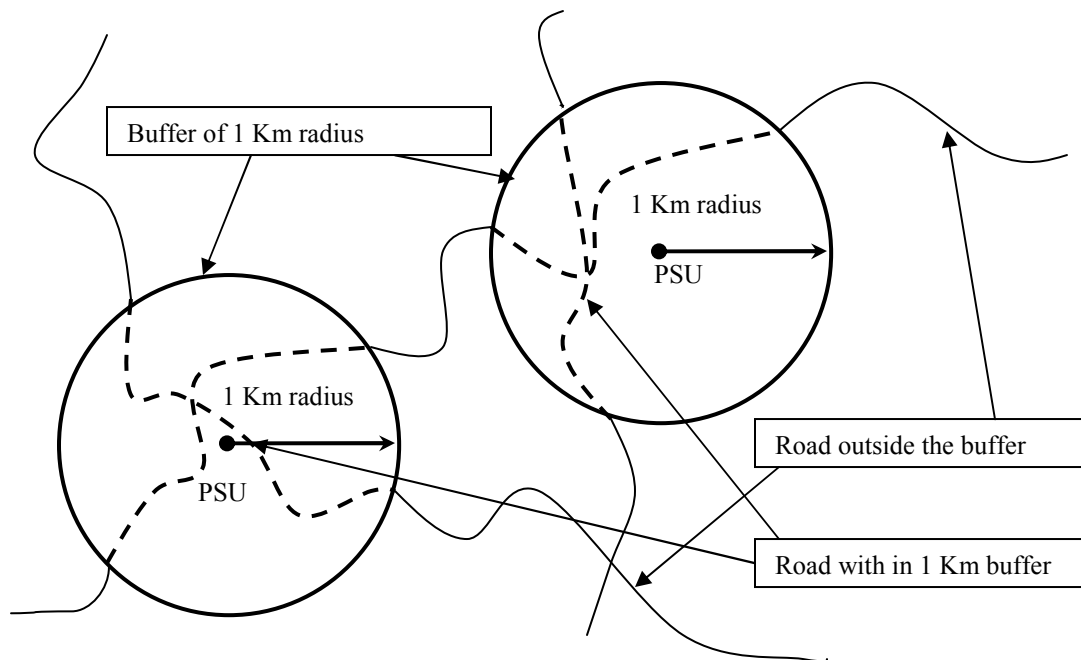 Buffer of 1 Km radius
1 Km radius
PSU
1 Km radius
PSU
Road outside the buffer
Road with in 1 Km buffer